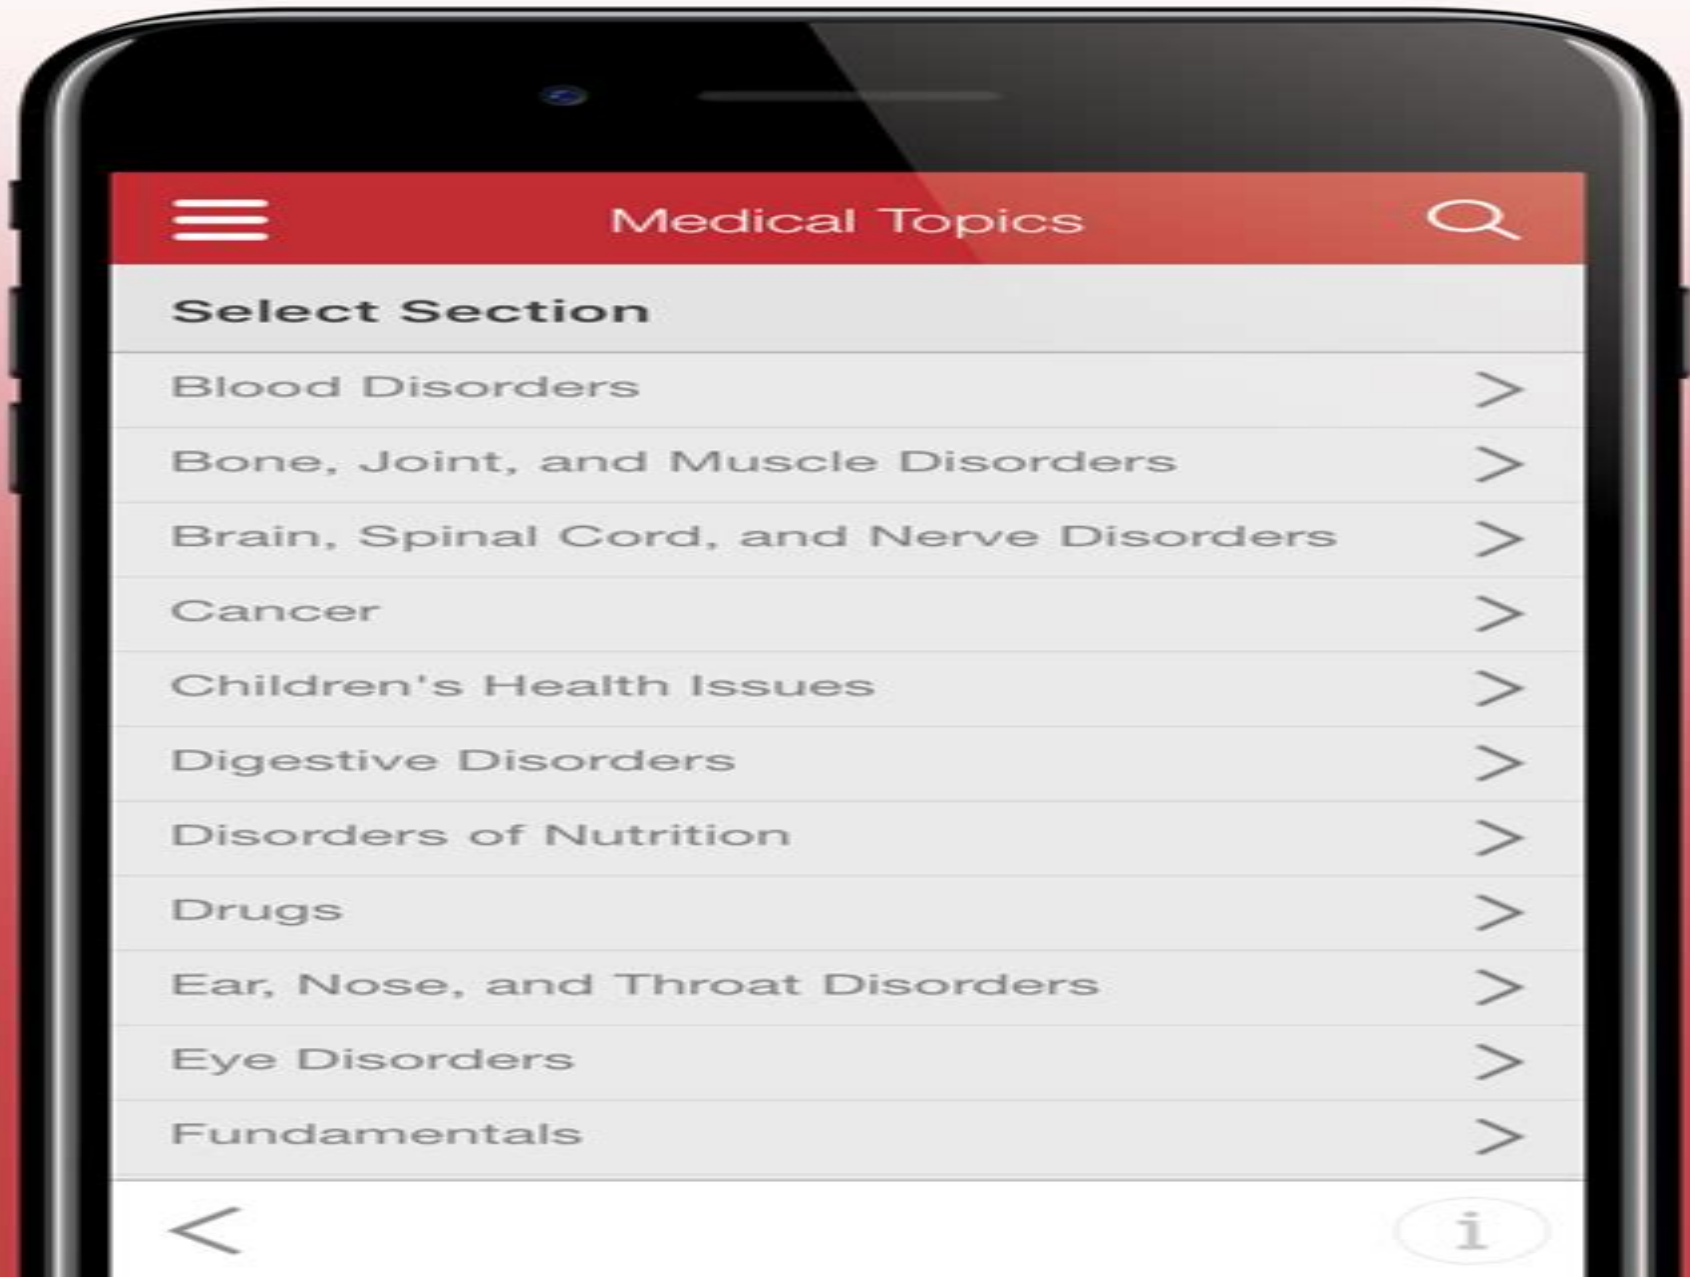 Medical Topics
Select Section
Blood Disorders
Bone, Joint, and Muscle Disorders
Brain, Spinal Cord, and Nerve Disorders
Cancer
Children's Health Issues
Digestive Disorders
Disorders of Nutrition
Drugs
Ear, Nose, and Throat Disorders
Eye Disorders
Fundamentals
i